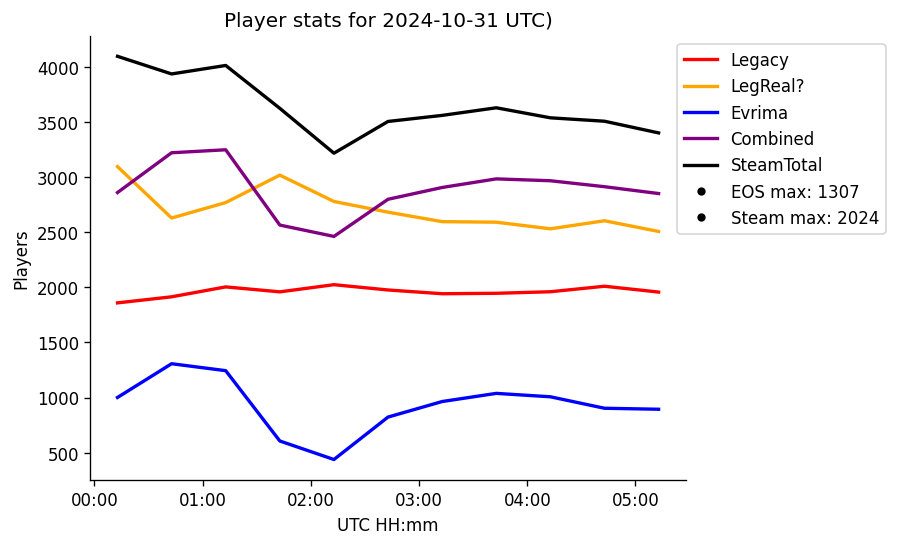 Player stats for 2024-10-31 UTC)
Players
4000
3500
3000
2500
2000
1500
1000
500
00:00
01:00
02:00
03:00
04:00
05:00
UTC HH:mm
Legacy
LegReal?
Evrima
Combined
SteamTotal
EOS max: 1307
Steam max: 2024